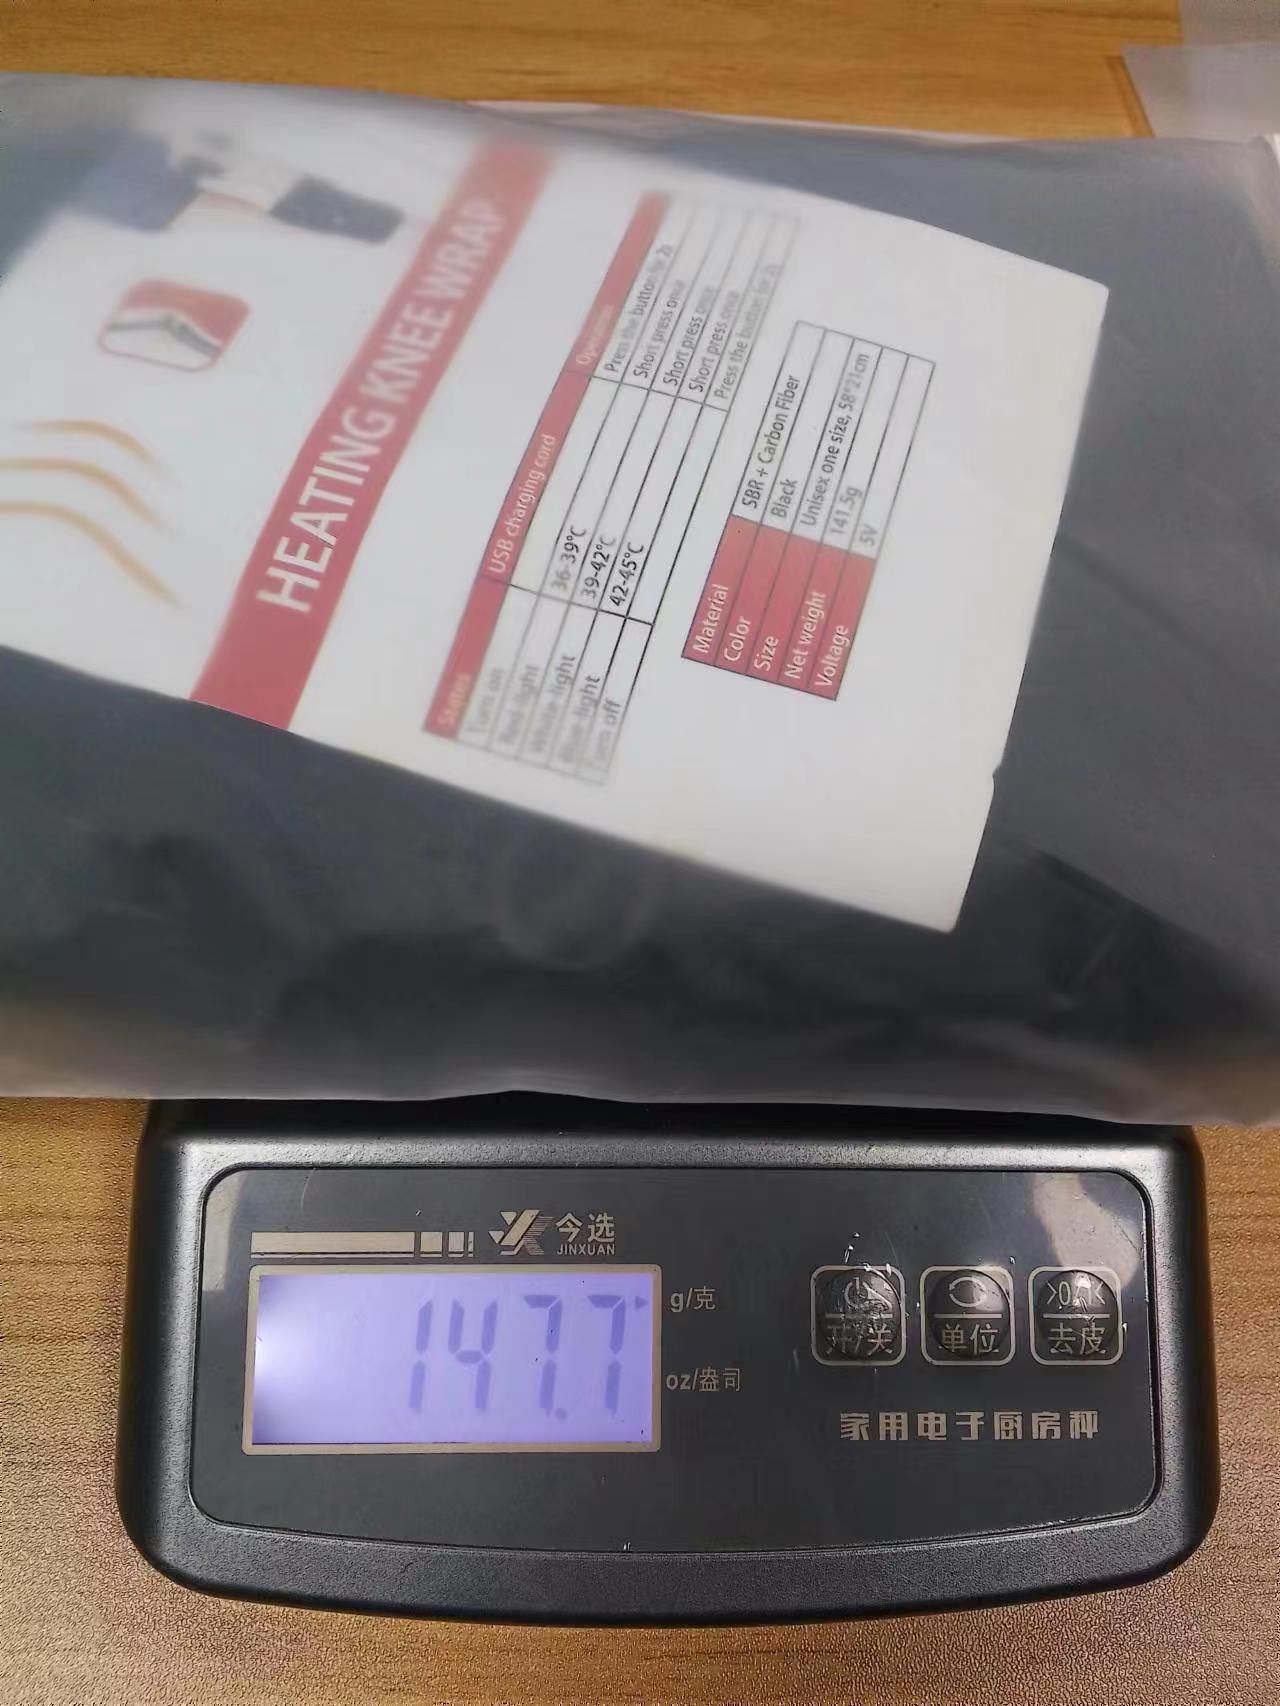 HEATING KNEE WRAP
States USB charging cord Operation
Turn on Press the button for 2s
Red-light 36-39°C Short press once
White-light 39-42°C Short press once
Blue-light 42-45°C Short press once
Turn off Press the button for 2s
Material SBR + Carbon Fiber
Color Black
Size Unisex one size, 58*21cm
Net weight 141.5g
Voltage 5V
今选
JINXUAN
147.7
g/克
oz/盎司
开/关
单位
>0/T<
去皮
家用电子厨房秤